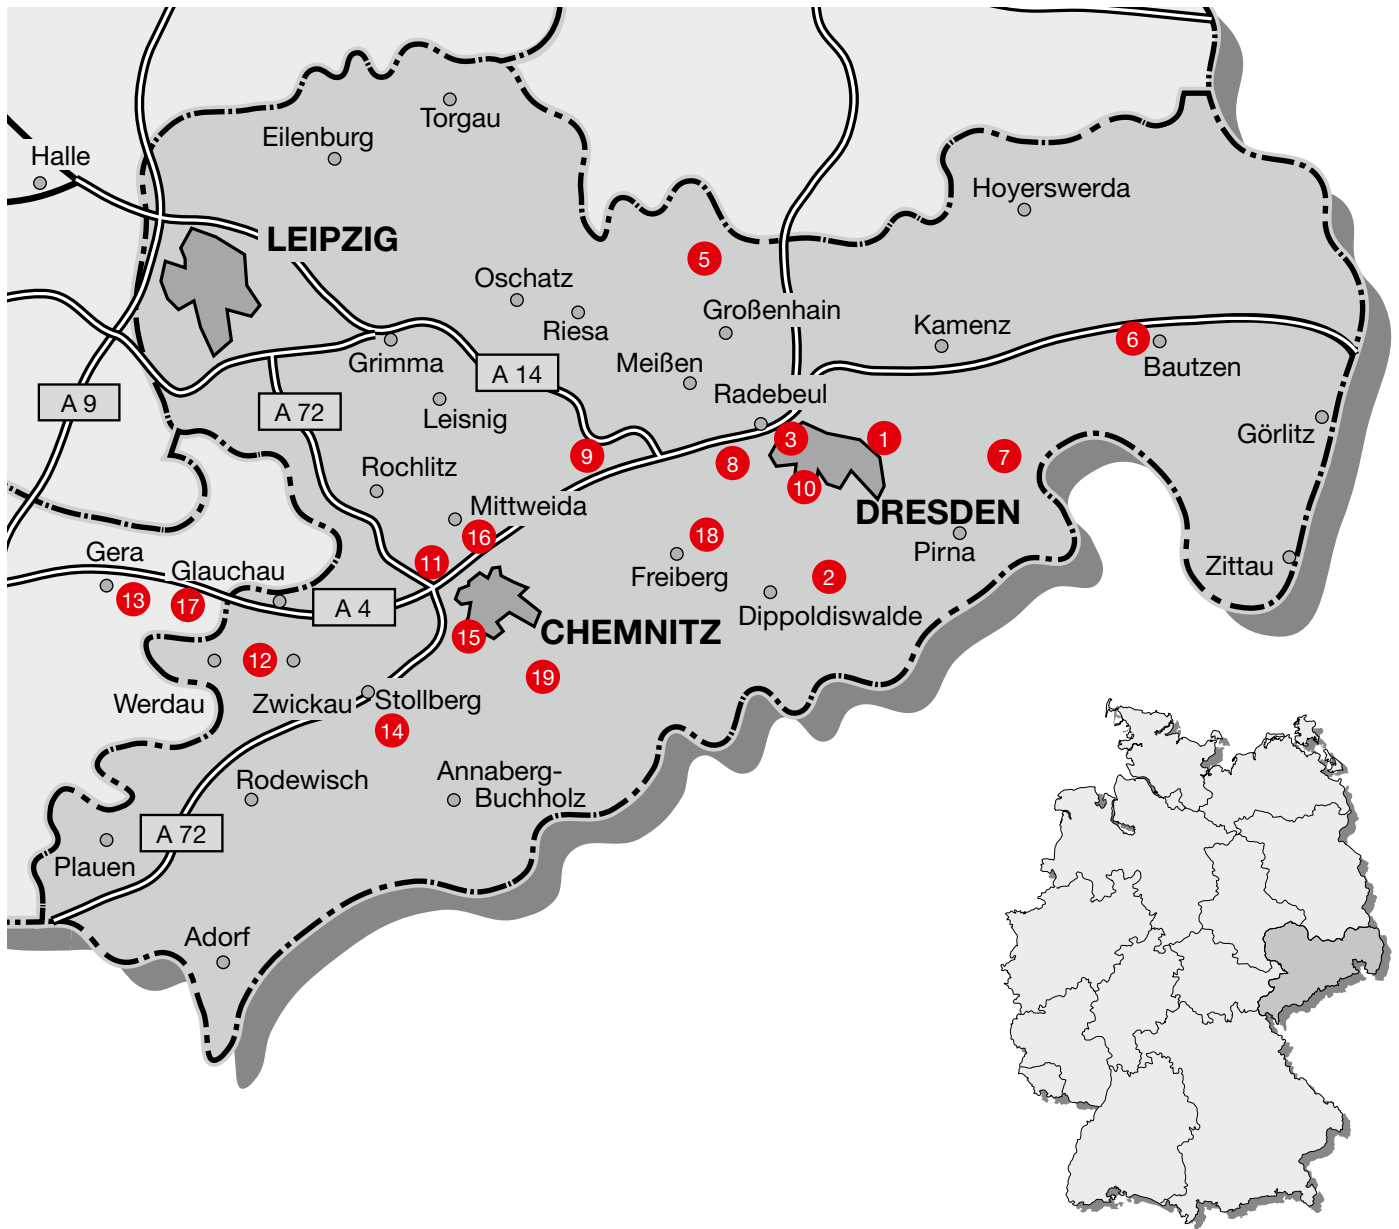 Torgau
Eilenburg
Halle
Hoyerswerda
LEIPZIG
5
Oschatz
Großenhain
Riesa
Kamenz
6
Grimma
Meißen
Bautzen
A 14
A 9
A 72
Radebeul
Leisnig
Görlitz
3
1
9
8
7
Rochlitz
10
Mittweida
DRESDEN
16
18
Pirna
Gera
11
Glauchau
Zittau
Freiberg
2
13
17
A 4
Dippoldiswalde
15
CHEMNITZ
12
19
Werdau
Zwickau
Stollberg
14
Rodewisch
Annaberg-
Buchholz
A 72
Plauen
Adorf